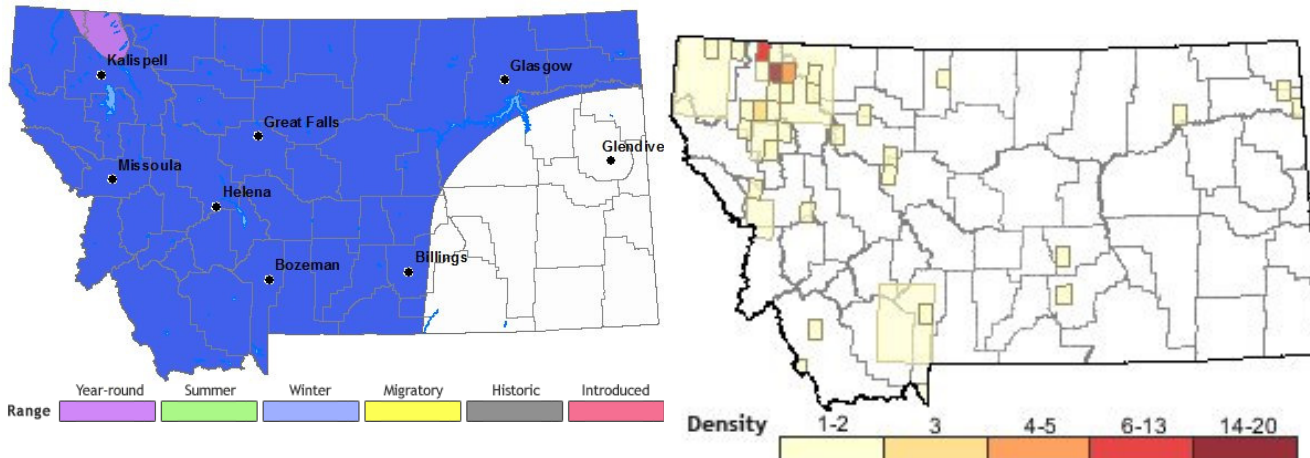 Kalispell
Glasgow
Great Falls
Glendive
Missoula
Helena
Bozeman
Billings
Year-round Summer Winter Migratory Historic Introduced
Range
Density 1-2 3 4-5 6-13 14-20